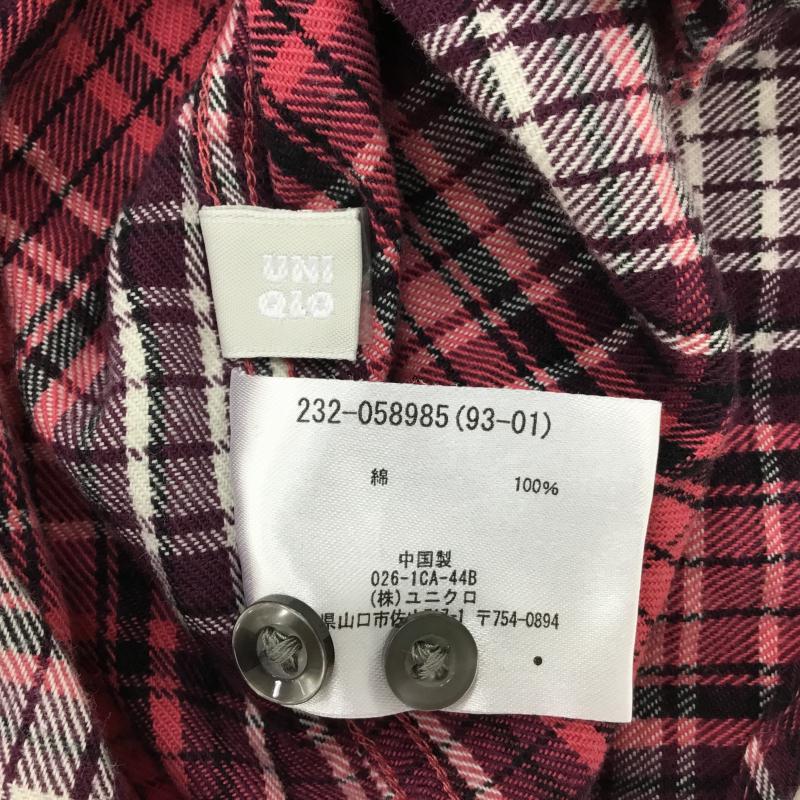 UNI
QLO
232-058985(93-01)
綿 100%
中国製
026-1CA-44B
(株)ユニクロ
県山口市佐山 〒754-0894